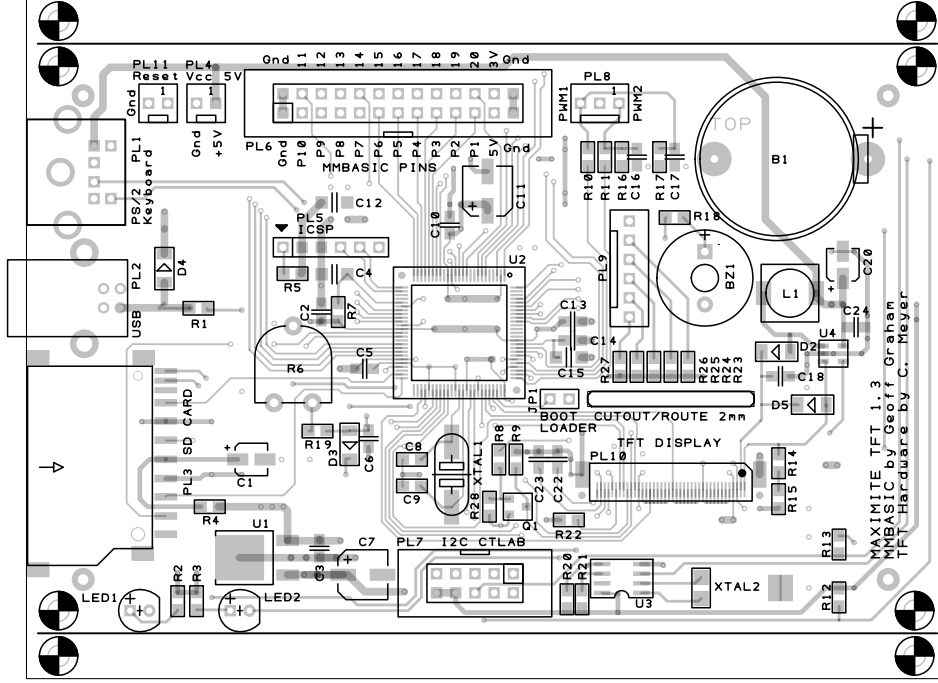 PL11
Reset
Gnd
1
PL4
Vcc 5V
1
Gnd
+5V
Gnd 11 12 13 14 15 16 17 18 19 20 3V Gnd
PL6
Gnd P10 P9 P8 P7 P6 P5 P4 P3 P2 P1 5V Gnd
MMBASIC PINS
PL8
PWM1
1
PWM2
TOP
B1
+
PL1
PS/2
Keyboard
R10
R11
R16
C16
R17
C17
C12
C10
C11
+
PL5
ICSP
R18
PL9
+
BZ1
C20
+
PL2
USB
D4
R1
R5
C4
C2
R7
U2
L1
C13
C14
C15
C24
U4
D2
C18
D5
R6
C5
R27
R26
R25
R24
R23
JP1
BOOT
LOADER
CUTOUT/ROUTE 2mm
SD CARD
PL3
+
C1
R19
D3
C6
C8
C9
XTAL1
R8
R9
R28
C23
C22
Q1
R22
TFT DISPLAY
PL10
R14
R15
R4
U1
C3
C7
+
PL7
I2C CTLAB
R20
R21
U3
XTAL2
R13
R12
LED1
+
R2
R3
LED2
+
MAXIMITE TFT 1.3
MMBASIC by Geoff Graham
TFT Hardware by C. Meyer